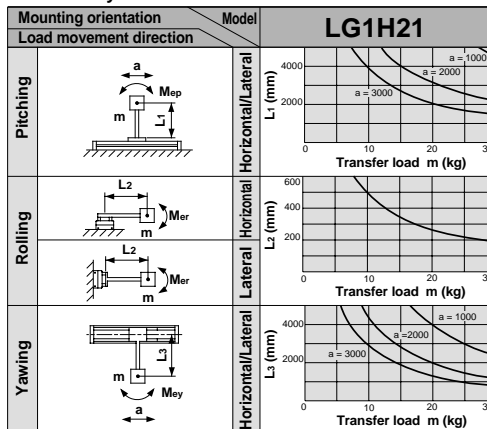 Mounting orientation
Model
Load movement direction
LG1H21
Pitching
a
Mep
m
L1
Horizontal/Lateral
L1 (mm)
4000
2000
a = 1000
a = 2000
a = 3000
0
10
20
Transfer load m (kg)
Rolling
L2
Mer
m
Horizontal
L2
Mer
m
Lateral
L2 (mm)
600
400
200
0
10
20
Transfer load m (kg)
Yawing
L3
m
Mey
a
Horizontal/Lateral
L3 (mm)
4000
2000
a = 1000
a =2000
a = 3000
0
10
20
Transfer load m (kg)